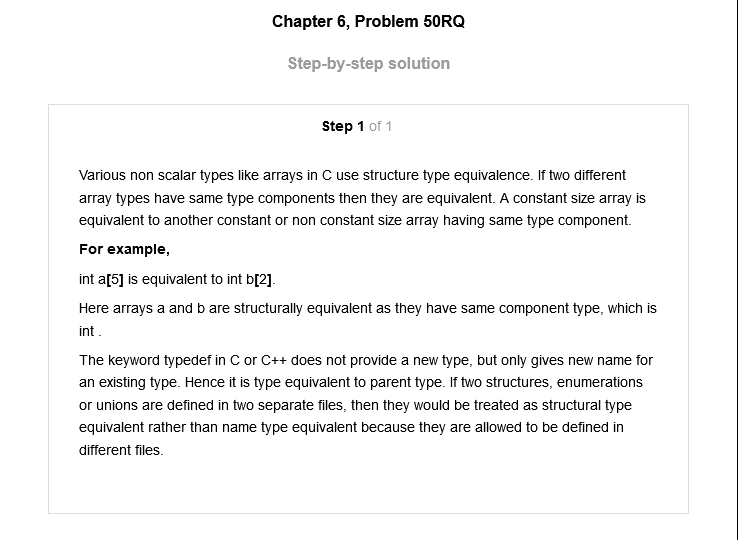 Chapter 6, Problem 50RQ
Step-by-step solution
Step 1 of 1
Various non scalar types like arrays in C use structure type equivalence. If two different
array types have same type components then they are equivalent. A constant size array is
equivalent to another constant or non constant size array having same type component.
For example,
int a[5] is equivalent to int b[2].
Here arrays a and b are structurally equivalent as they have same component type, which is
int .
The keyword typedef in C or C++ does not provide a new type, but only gives new name for
an existing type. Hence it is type equivalent to parent type. If two structures, enumerations
or unions are defined in two separate files, then they would be treated as structural type
equivalent rather than name type equivalent because they are allowed to be defined in
different files.